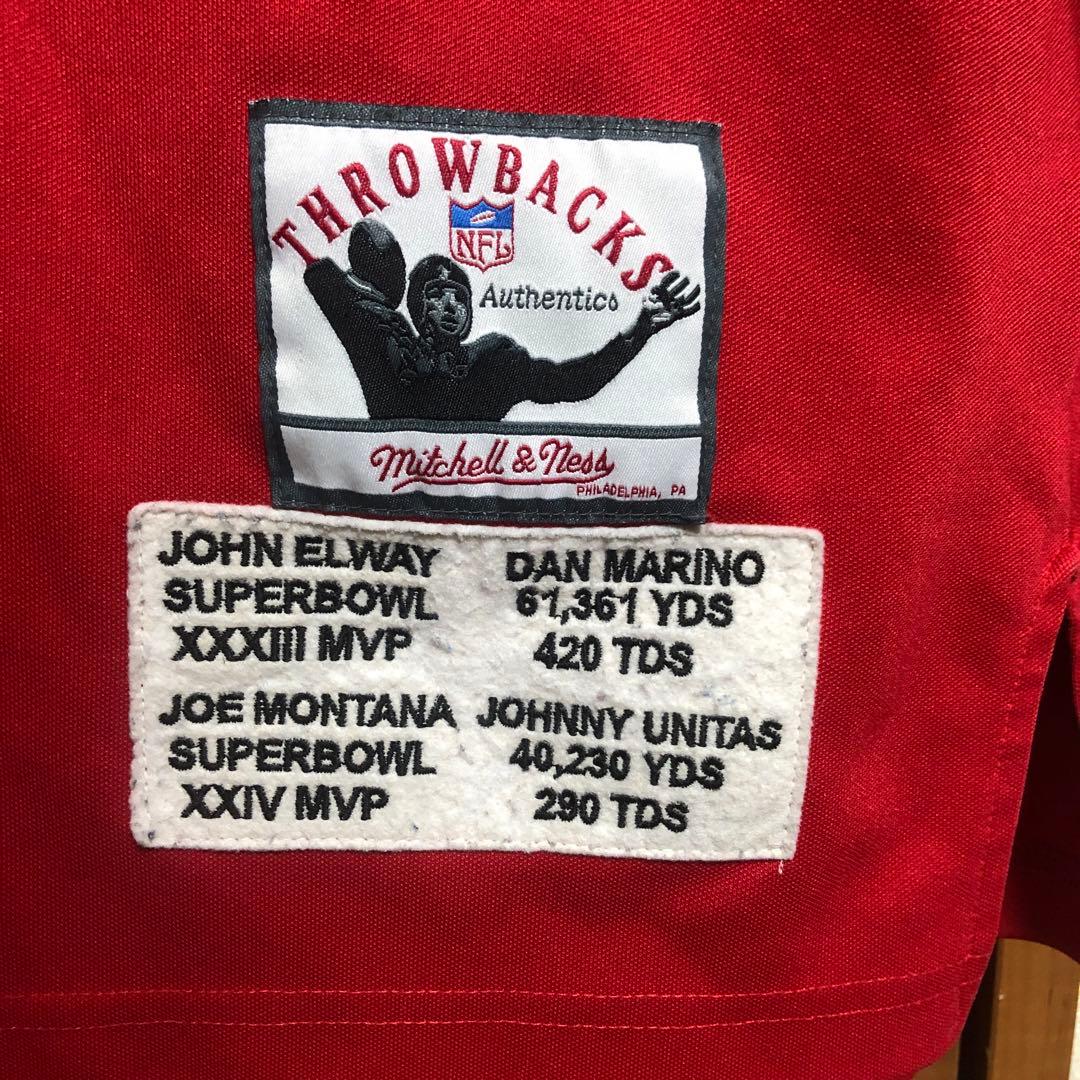 THROWBACKS
NFL
Authentics
Mitchell & Ness
PHILADELPHIA, PA
JOHN ELWAY
SUPERBOWL
XXXIII MVP
DAN MARINO
61,361 YDS
420 TDS
JOE MONTANA
SUPERBOWL
XXIV MVP
JOHNNY UNITAS
40,230 YDS
290 TDS